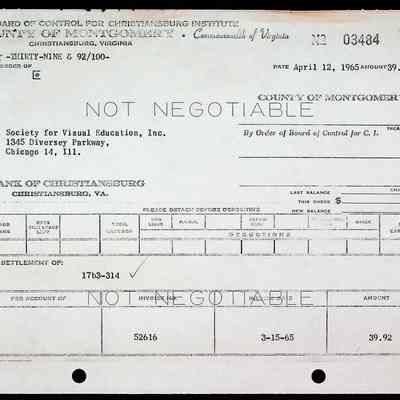 BOARD OF CONTROL FOR CHRISTIANSBURG INSTITUTE
COUNTY OF MONTGOMERY • Commonwealth of Virginia No 03484
CHRISTIANSBURG, VIRGINIA
-THIRTY-NINE & 92/100-
ORDER OF
DATE April 12, 1965 AMOUNT 39.
NOT NEGOTIABLE
COUNTY OF MONTGOMERY
Society for Visual Education, Inc.
1345 Diversey Parkway,
Chicago 14, Ill.
By Order of Board of Control for C. I.
BANK OF CHRISTIANSBURG
CHRISTIANSBURG, VA.
LAST BALANCE
THIS CHECK $
NEW BALANCE
PLEASE DETACH BEFORE DEPOSITING
TOTAL
DEDUCTIONS
SETTLEMENT OF:
17b3-314
NOT NEGOTIABLE
FOR ACCOUNT OF INVOICE NO. AMOUNT
52616 3-15-65 39.92